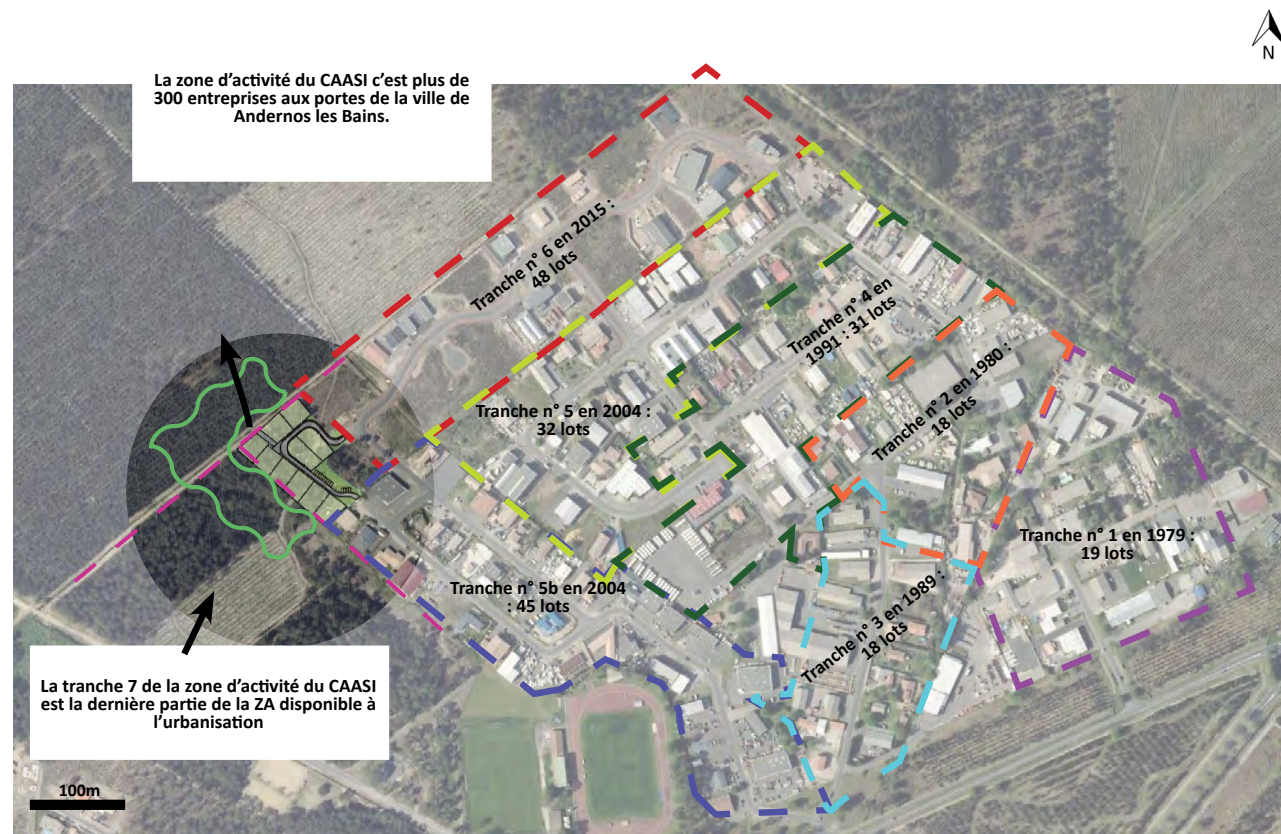 N
La zone d'activité du CAASI c'est plus de
300 entreprises aux portes de la ville de
Andernos les Bains.
Tranche n° 6 en 2015 :
48 lots
Tranche n° 4 en
1991 : 31 lots
Tranche n° 2 en 1980 :
18 lots
Tranche n° 5 en 2004 :
32 lots
Tranche n° 1 en 1979 :
19 lots
Tranche n° 5b en 2004
: 45 lots
Tranche n° 3 en 1989 :
18 lots
La tranche 7 de la zone d'activité du CAASI
est la dernière partie de la ZA disponible à
l'urbanisation
100m